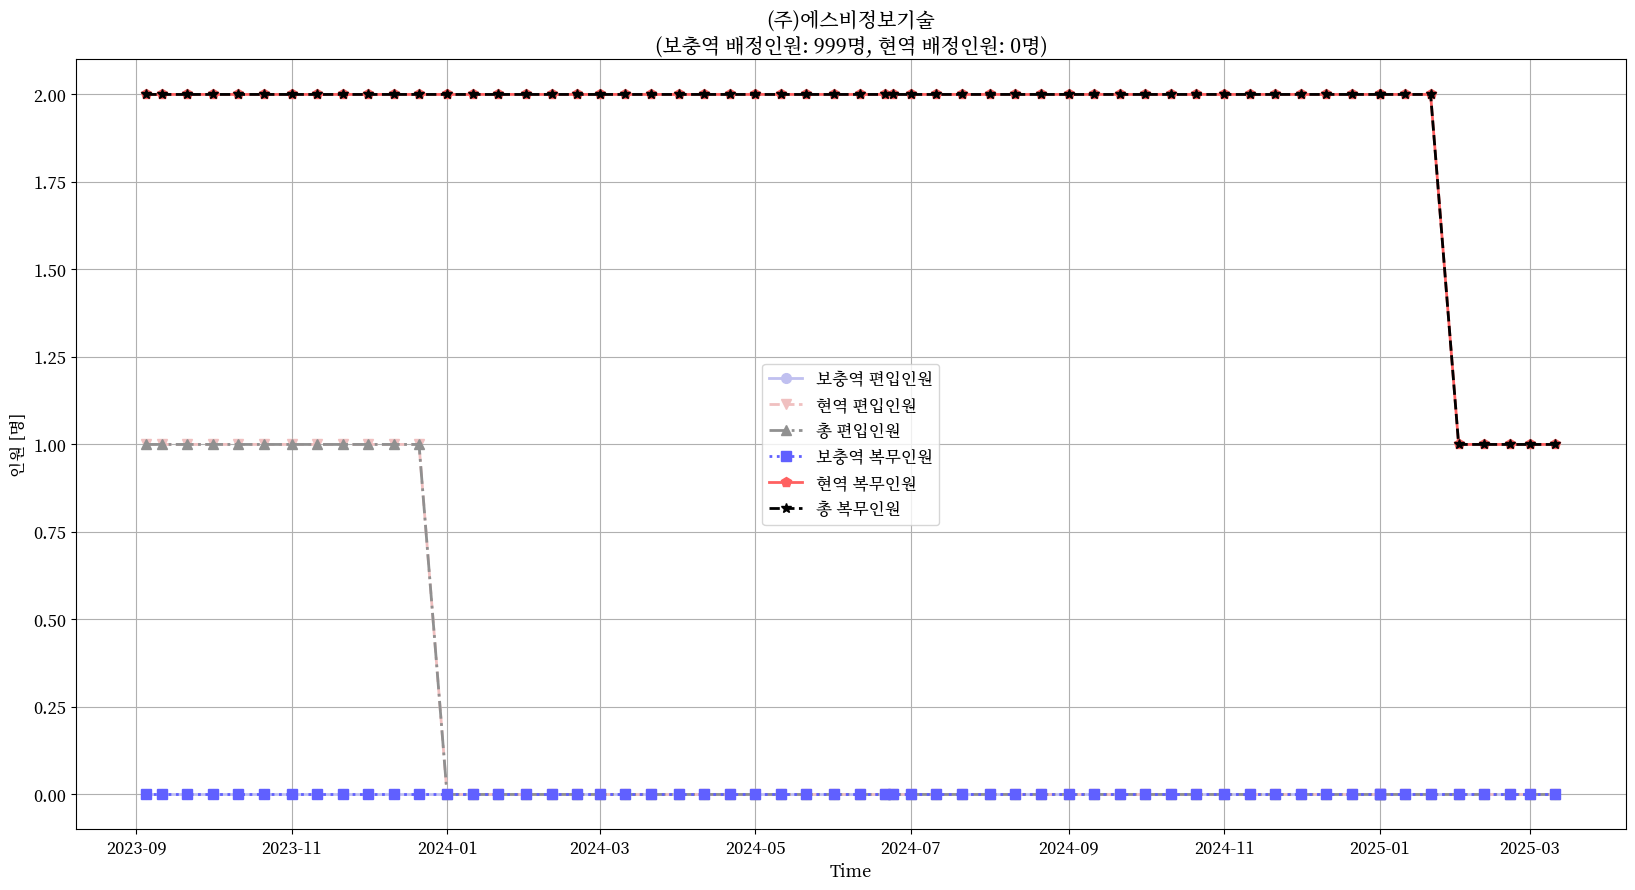 (주)에스비정보기술
(보충역 배정인원: 999명, 현역 배정인원: 0명)
인원 [명]
2.00
1.75
1.50
1.25
1.00
0.75
0.50
0.25
0.00
보충역 편입인원
현역 편입인원
총 편입인원
보충역 복무인원
현역 복무인원
총 복무인원
2023-09 2023-11 2024-01 2024-03 2024-05 2024-07 2024-09 2024-11 2025-01 2025-03
Time